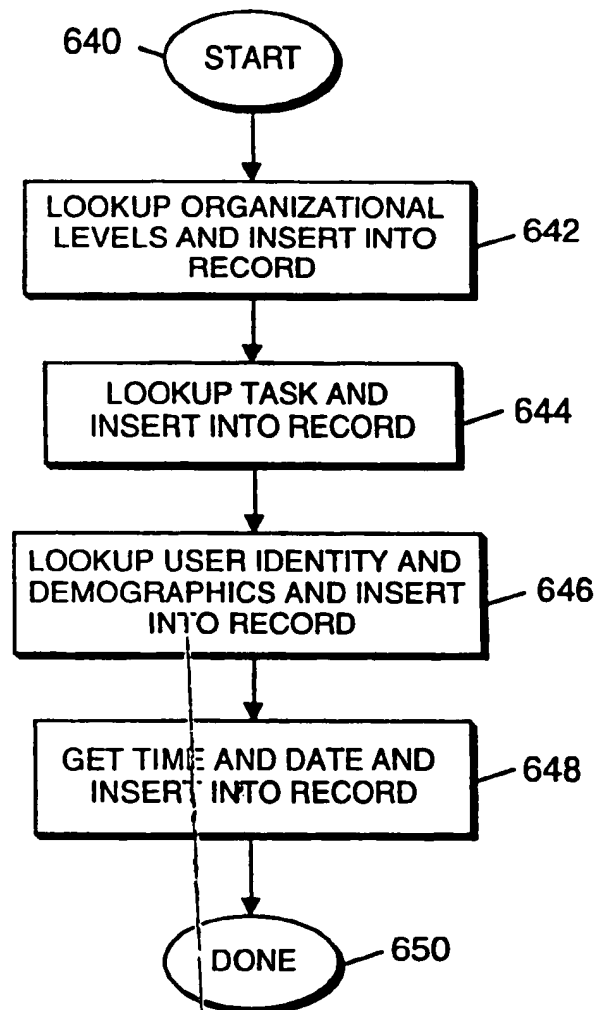 640
START
LOOKUP ORGANIZATIONAL
LEVELS AND INSERT INTO
RECORD
642
LOOKUP TASK AND
INSERT INTO RECORD
644
LOOKUP USER IDENTITY AND
DEMOGRAPHICS AND INSERT
INTO RECORD
646
GET TIME AND DATE AND
INSERT INTO RECORD
648
DONE
650